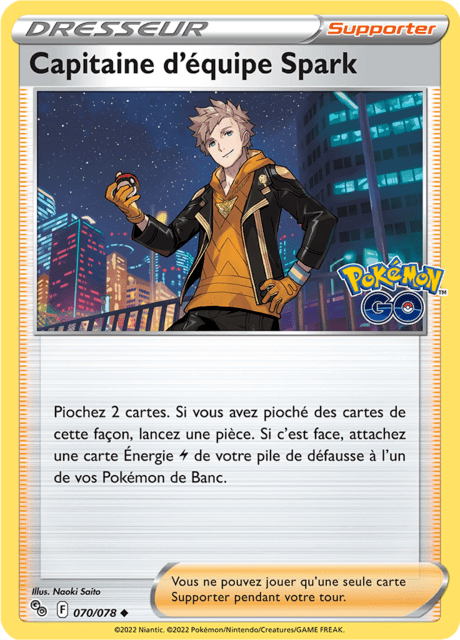 DRESSEUR Supporter
Capitaine d'équipe Spark
POKéMON™
GO
Piochez 2 cartes. Si vous avez pioché des cartes de
cette façon, lancez une pièce. Si c'est face, attachez
une carte Énergie de votre pile de défausse à l'un
de vos Pokémon de Banc.
Illus. Naoki Saito
Vous ne pouvez jouer qu'une seule carte
Supporter pendant votre tour.
GO F 070/078
©2022 Niantic. ©2022 Pokémon/Nintendo/Creatures/GAME FREAK.